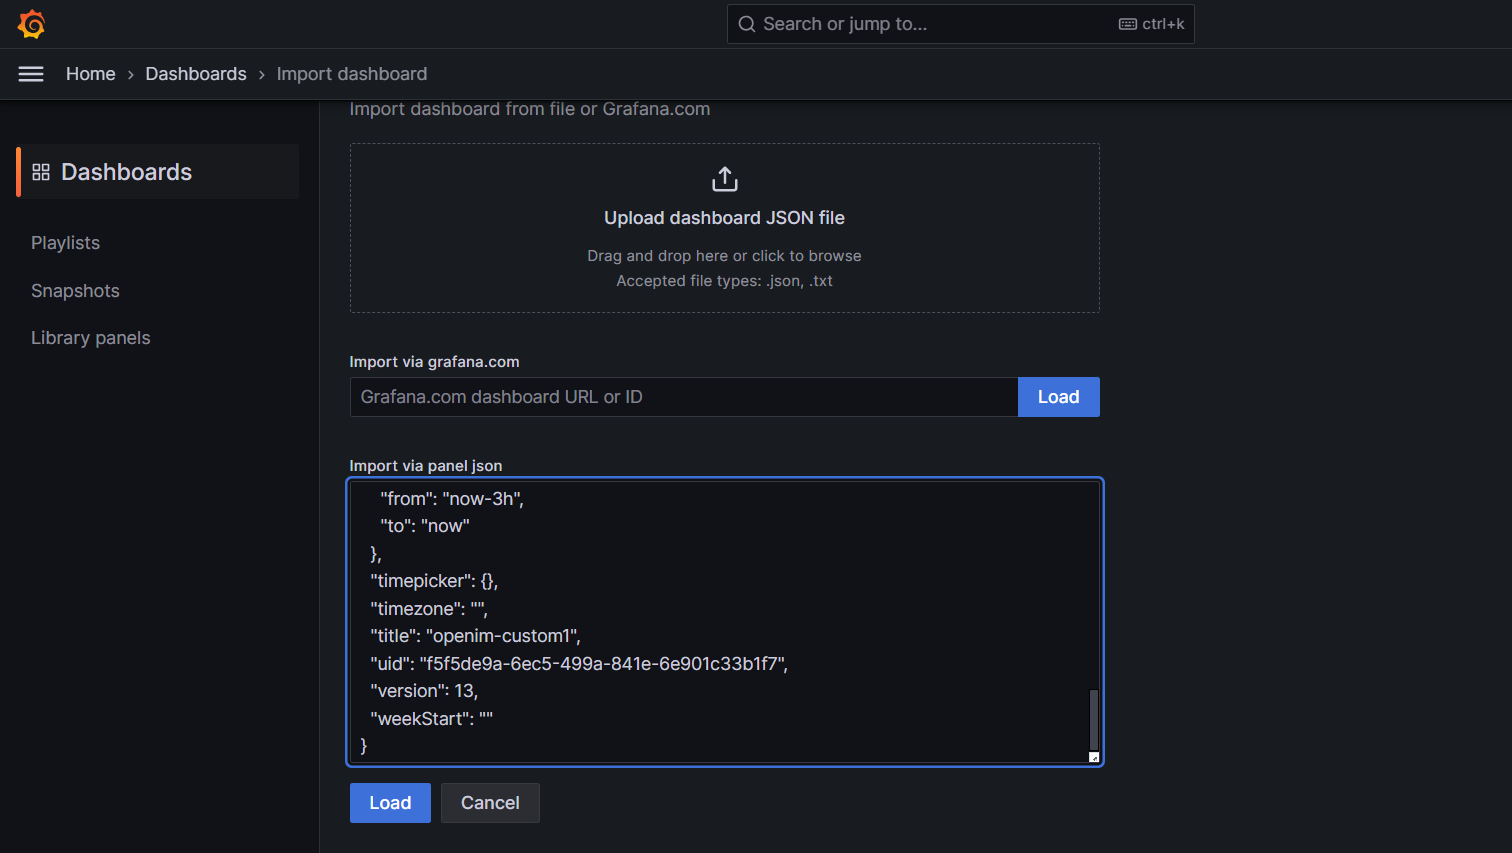 Search or jump to...
ctrl+k
Home › Dashboards › Import dashboard
Import dashboard from file or Grafana.com
Dashboards
Playlists
Snapshots
Library panels
Upload dashboard JSON file
Drag and drop here or click to browse
Accepted file types: .json, .txt
Import via grafana.com
Grafana.com dashboard URL or ID
Load
Import via panel json
"from": "now-3h",
"to": "now"
},
"timepicker": {},
"timezone": "",
"title": "openim-custom1",
"uid": "f5f5de9a-6ec5-499a-841e-6e901c33b1f7",
"version": 13,
"weekStart": ""
}
Load
Cancel